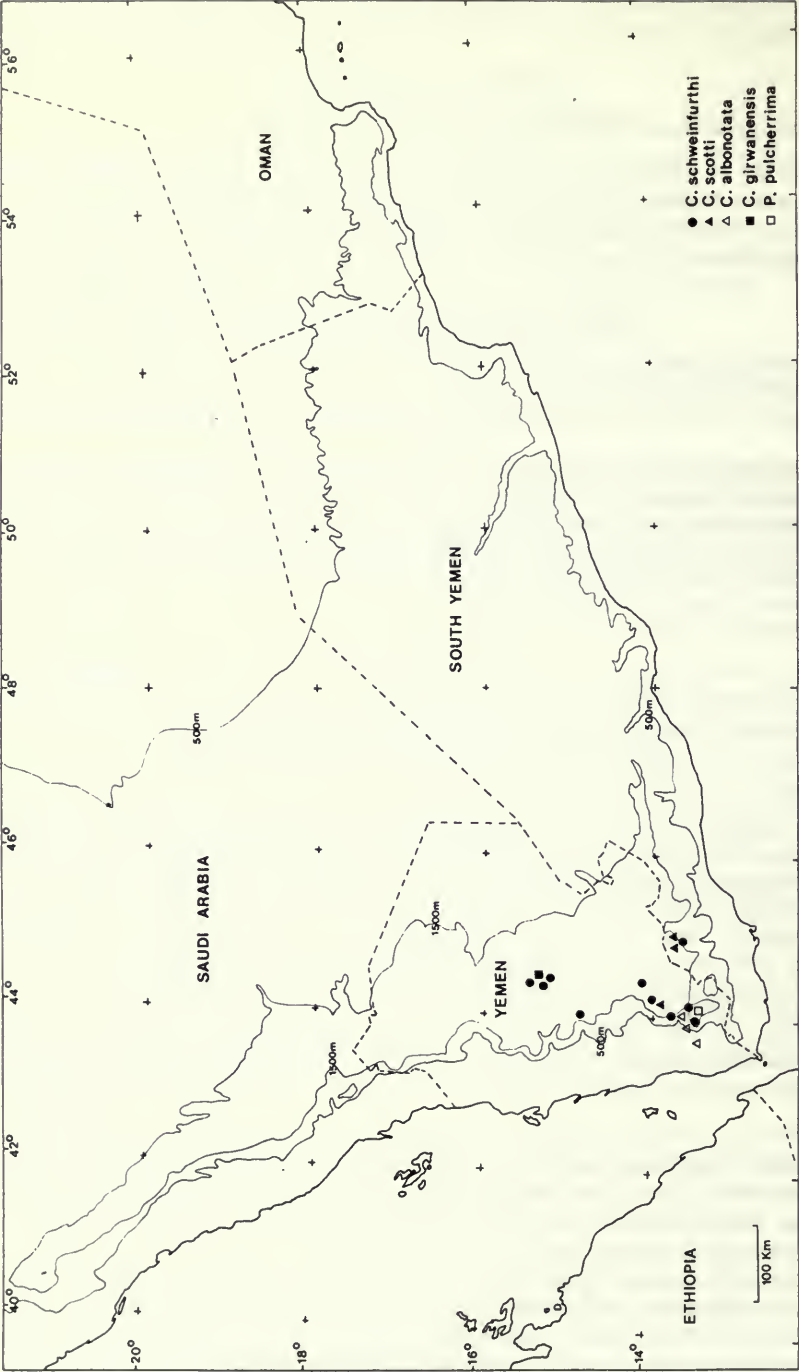 40°
42°
44°
46°
48°
50°
52°
54°
56°
20°
18°
16°
14°
SAUDI ARABIA
OMAN
YEMEN
SOUTH YEMEN
ETHIOPIA
1500m
1500m
500m
500m
500m
100 Km
C. schweinfurthi
C. scotti
C. albonotata
C. girwanensis
P. pulcherrima